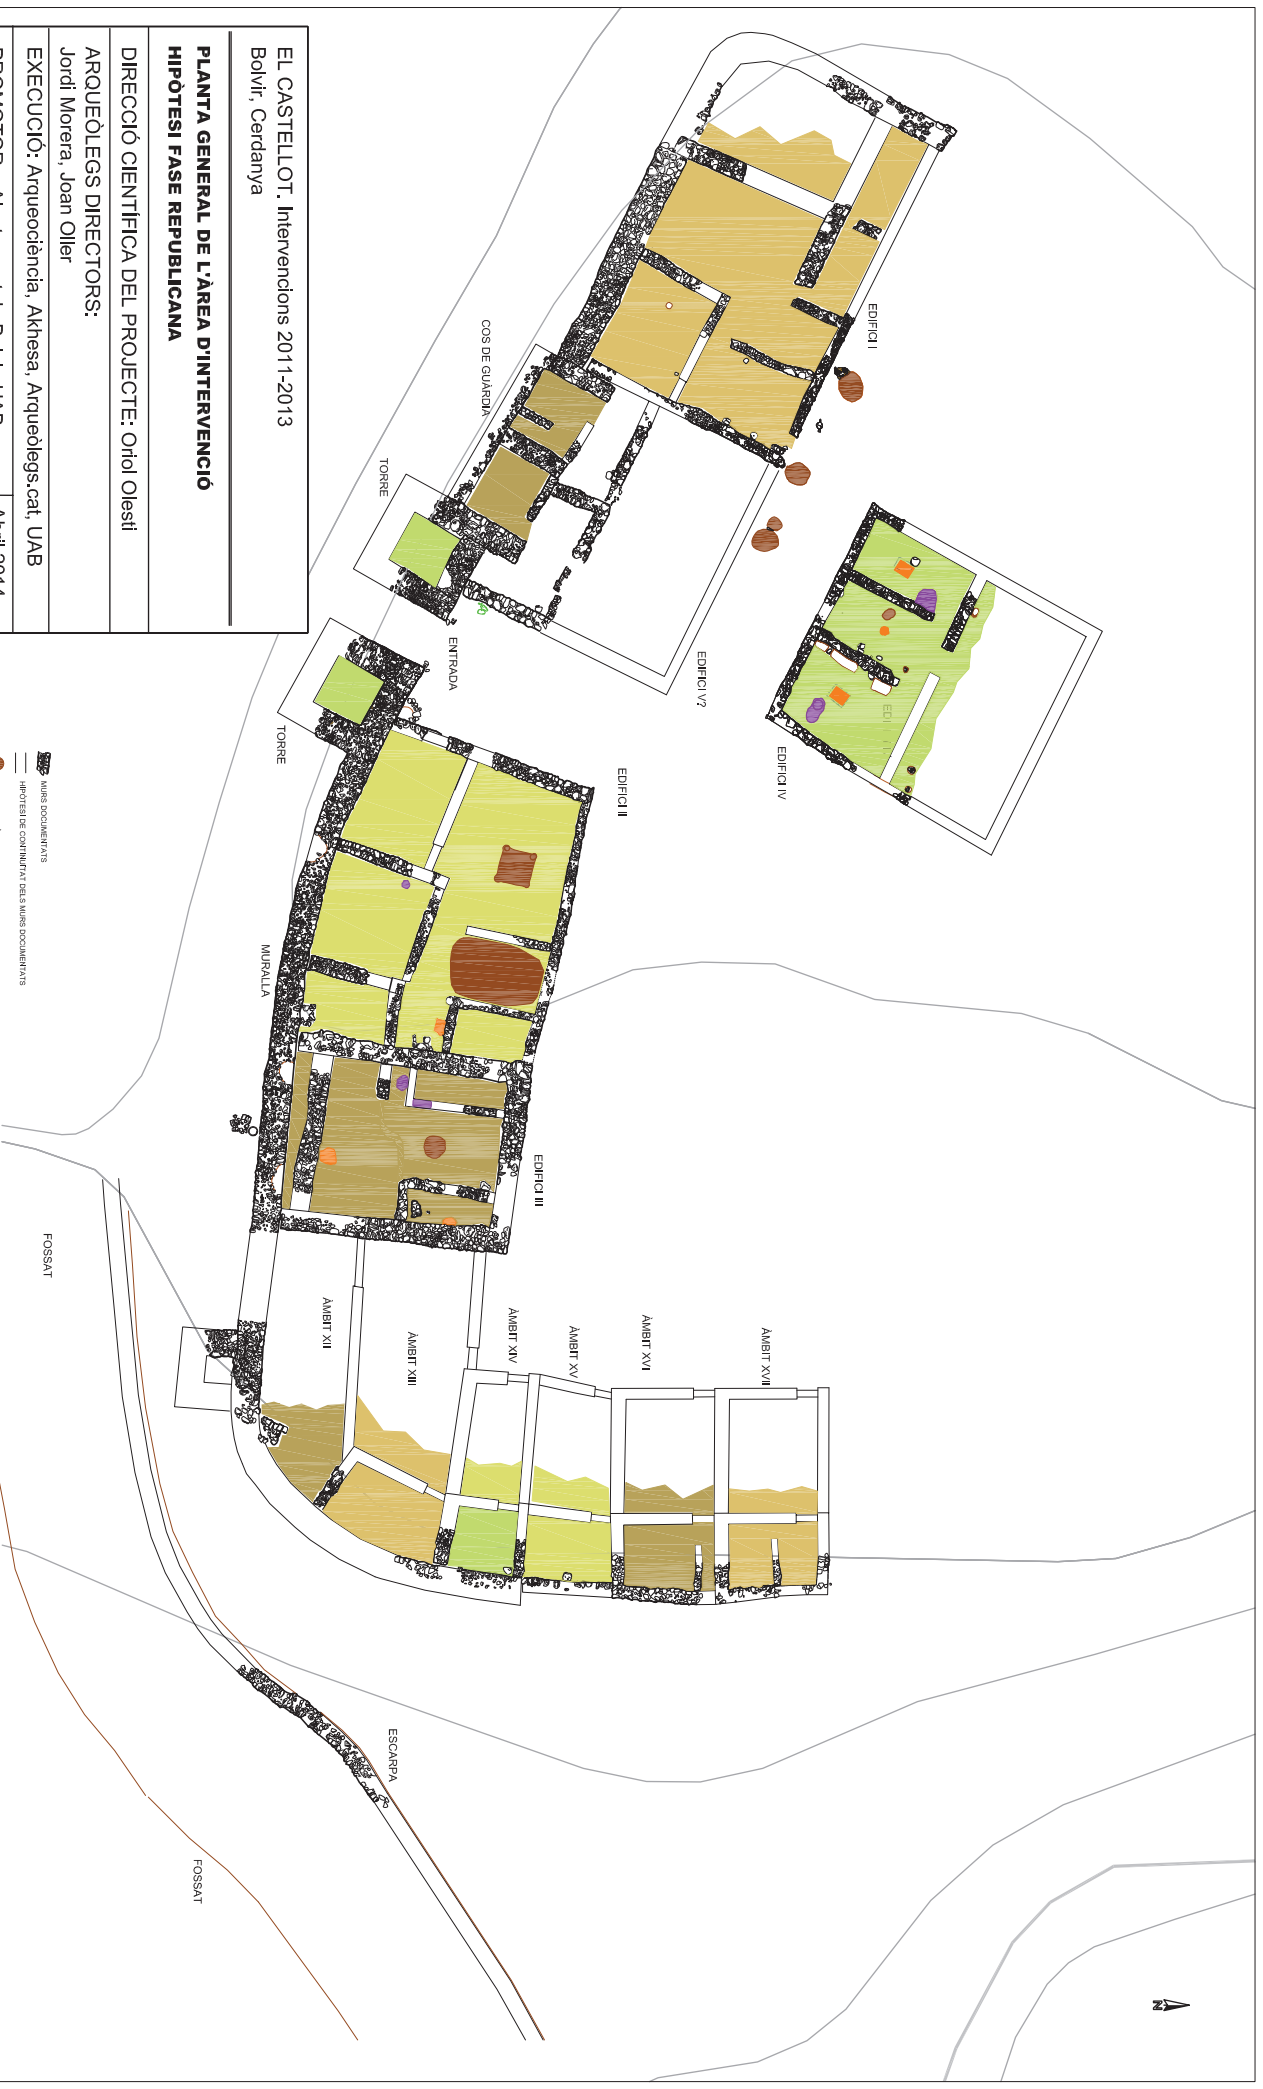 EL CASTELLOT. Intervencions 2011-2013
Bolvir, Cerdanya
PLANTA GENERAL DE L'ÀREA D'INTERVENCIÓ
HIPÒTESI FASE REPUBLICANA
DIRECCIÓ CIENTÍFICA DEL PROJECTE: Oriol Olesti
ARQUEÒLEGS DIRECTORS:
Jordi Morera, Joan Oller
EXECUCIÓ: Arqueociència, Akhesa, Arqueòlegs.cat, UAB
Abril 2014
EDIFICI I
COS DE GUÀRDIA
TORRE
ENTRADA
EDIFICI V?
EDIFICI IV
TORRE
EDIFICI II
MURALLA
EDIFICI III
ÀMBIT XII
ÀMBIT XIII
ÀMBIT XIV
ÀMBIT XV
ÀMBIT XVI
ÀMBIT XVII
FOSSAT
ESCARPA
FOSSAT
MURS DOCUMENTATS
HIPÒTESI DE CONTINUÏTAT DELS MURS DOCUMENTATS
N